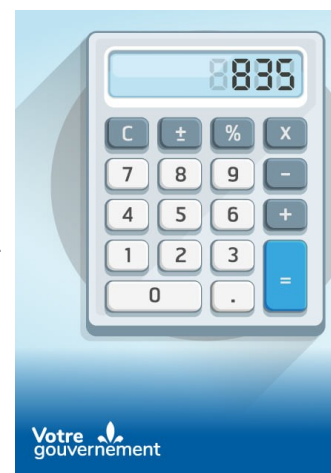 835
C ± % X
7 8 9 -
4 5 6 +
1 2 3 =
0 .
Votre
gouvernement